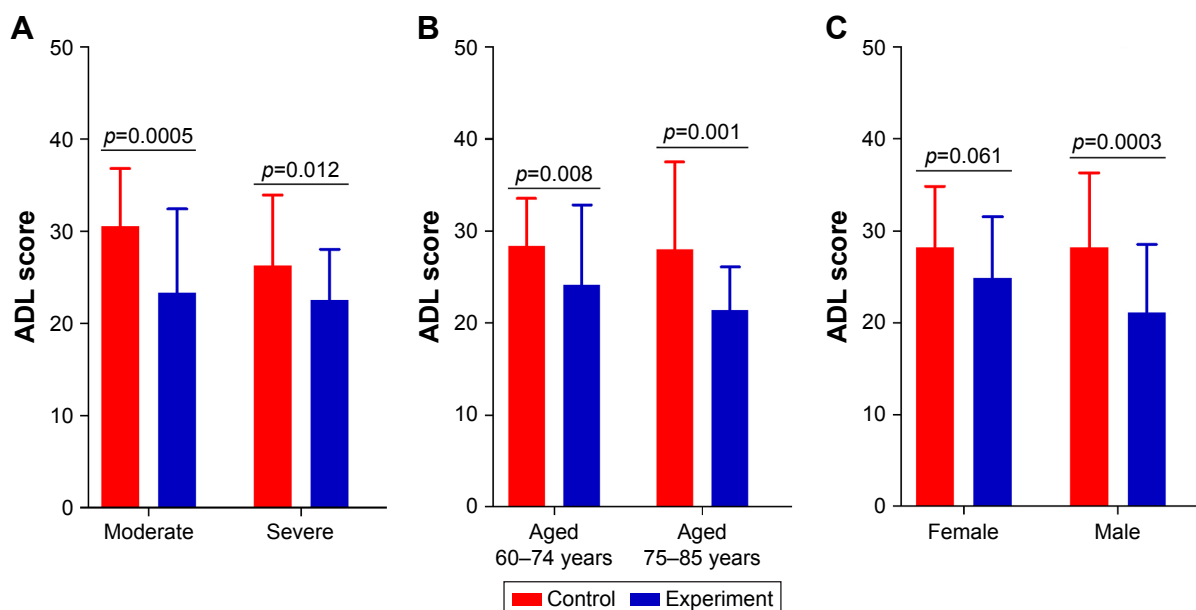 A
ADL score
50
40
30
20
10
0
p=0.0005
p=0.012
Moderate
Severe
B
ADL score
50
40
30
20
10
0
p=0.008
p=0.001
Aged
60–74 years
Aged
75–85 years
C
ADL score
50
40
30
20
10
0
p=0.061
p=0.0003
Female
Male
Control
Experiment